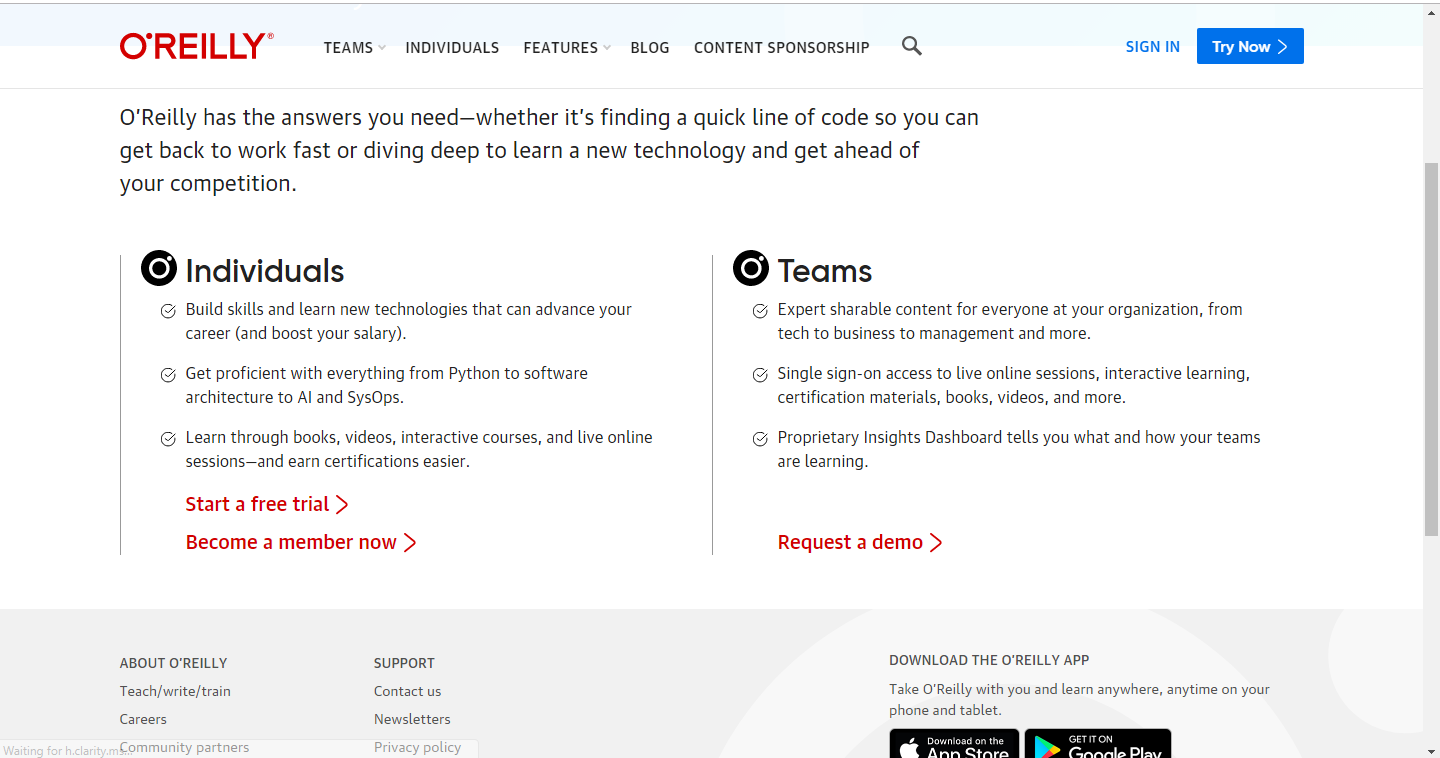 O'REILLY®
TEAMS
INDIVIDUALS
FEATURES
BLOG
CONTENT SPONSORSHIP
SIGN IN
Try Now
O’Reilly has the answers you need—whether it’s finding a quick line of code so you can
get back to work fast or diving deep to learn a new technology and get ahead of
your competition.
Individuals
Build skills and learn new technologies that can advance your
career (and boost your salary).
Get proficient with everything from Python to software
architecture to AI and SysOps.
Learn through books, videos, interactive courses, and live online
sessions—and earn certifications easier.
Start a free trial
Become a member now
Teams
Expert sharable content for everyone at your organization, from
tech to business to management and more.
Single sign-on access to live online sessions, interactive learning,
certification materials, books, videos, and more.
Proprietary Insights Dashboard tells you what and how your teams
are learning.
Request a demo
ABOUT O’REILLY
Teach/write/train
Careers
Community partners
SUPPORT
Contact us
Newsletters
Privacy policy
DOWNLOAD THE O’REILLY APP
Take O’Reilly with you and learn anywhere, anytime on your
phone and tablet.
Download on the
App Store
GET IT ON
Google Play
Waiting for h.clarity.ms...